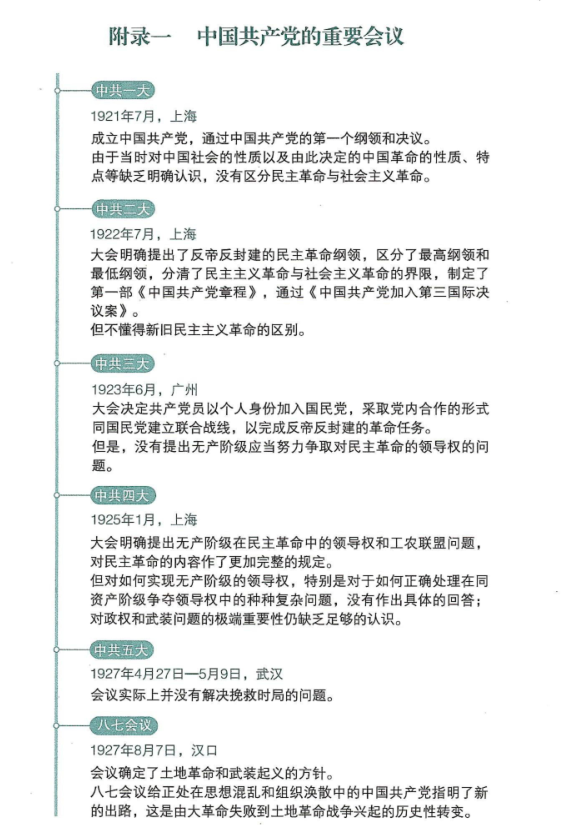 附录一 中国共产党的重要会议
中共一大
1921年7月，上海
成立中国共产党，通过中国共产党的第一个纲领和决议。
由于当时对中国社会的性质以及由此决定的中国革命的性质、特
点等缺乏明确认识，没有区分民主革命与社会主义革命。
中共二大
1922年7月，上海
大会明确提出了反帝反封建的民主革命纲领，区分了最高纲领和
最低纲领，分清了民主主义革命与社会主义革命的界限，制定了
第一部《中国共产党章程》，通过《中国共产党加入第三国际决
议案》。
但不懂得新旧民主主义革命的区别。
中共三大
1923年6月，广州
大会决定共产党员以个人身份加入国民党，采取党内合作的形式
同国民党建立联合战线，以完成反帝反封建的革命任务。
但是，没有提出无产阶级应当努力争取对民主革命的领导权的问
题。
中共四大
1925年1月，上海
大会明确提出无产阶级在民主革命中的领导权和工农联盟问题，
对民主革命的内容作了更加完整的规定。
但对如何实现无产阶级的领导权，特别是对于如何正确处理在同
资产阶级争夺领导权中的种种复杂问题，没有作出具体的回答；
对政权和武装问题的极端重要性仍缺乏足够的认识。
中共五大
1927年4月27日—5月9日，武汉
会议实际上并没有解决挽救时局的问题。
八七会议
1927年8月7日，汉口
会议确定了土地革命和武装起义的方针。
八七会议给正处在思想混乱和组织涣散中的中国共产党指明了新
的出路，这是由大革命失败到土地革命战争兴起的历史性转变。